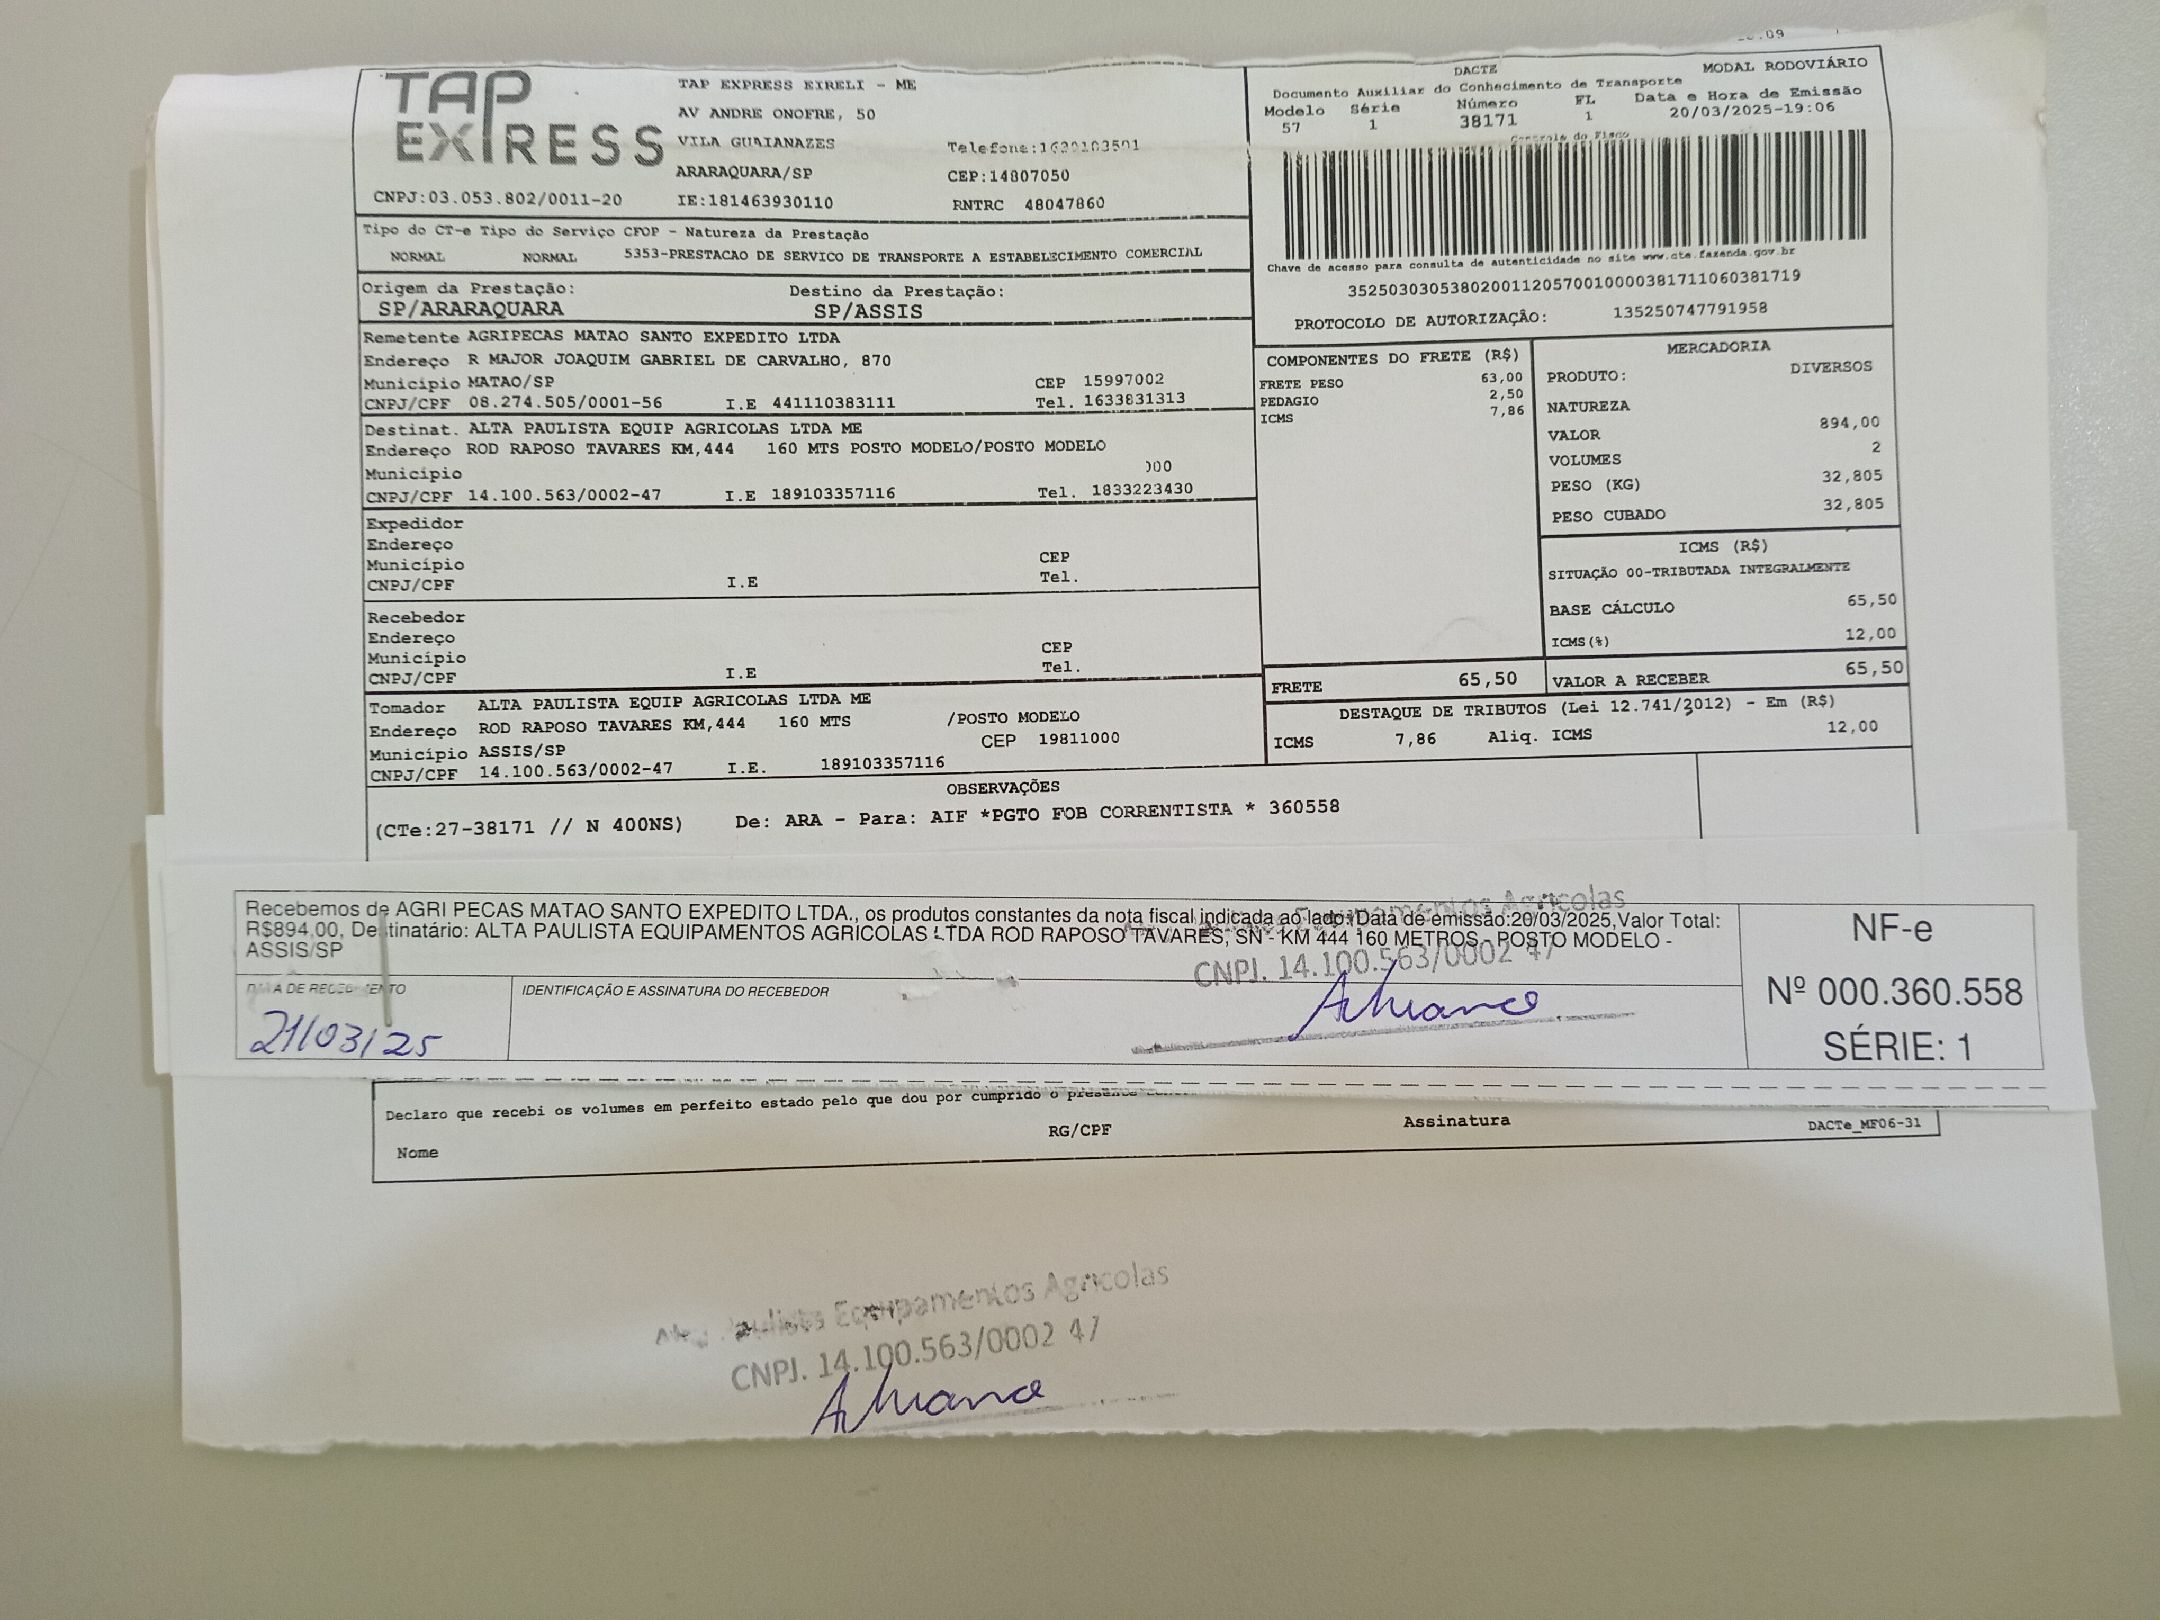 TAP EXPRESS
TAP EXPRESS EIRELI - ME
AV ANDRE ONOFRE, 50
VILA GUAIANAZES
ARARAQUARA/SP
CNPJ:03.053.802/0011-20
IE:181463930110
CEP:14807050
RNTRC 48047860
DACTE MODAL RODOVIÁRIO
Documento Auxiliar do Conhecimento de Transporte
Modelo Série Número FL Data e Hora de Emissão
57 1 38171 1 20/03/2025-19:06
Controle do Fisco
Chave de acesso para consulta de autenticidade no site www.cte.fazenda.gov.br
35250303053802001120570010000381711060381719
PROTOCOLO DE AUTORIZAÇÃO: 135250747791958
Tipo do CT-e Tipo do Serviço CFOP - Natureza da Prestação
NORMAL NORMAL 5353-PRESTACAO DE SERVICO DE TRANSPORTE A ESTABELECIMENTO COMERCIAL
Origem da Prestação: Destino da Prestação:
SP/ARARAQUARA SP/ASSIS
Remetente AGRIPECAS MATAO SANTO EXPEDITO LTDA
Endereço R MAJOR JOAQUIM GABRIEL DE CARVALHO, 870
Município MATAO/SP CEP 15997002
CNPJ/CPF 08.274.505/0001-56 I.E 441110383111 Tel. 1633831313
Destinat. ALTA PAULISTA EQUIP AGRICOLAS LTDA ME
Endereço ROD RAPOSO TAVARES KM,444 160 MTS POSTO MODELO/POSTO MODELO
Município
CNPJ/CPF 14.100.563/0002-47 I.E 189103357116 Tel. 1833223430
Expedidor
Endereço
Município CEP
CNPJ/CPF I.E Tel.
Recebedor
Endereço
Município CEP
CNPJ/CPF I.E Tel.
Tomador ALTA PAULISTA EQUIP AGRICOLAS LTDA ME
Endereço ROD RAPOSO TAVARES KM,444 160 MTS /POSTO MODELO
Município ASSIS/SP CEP 19811000
CNPJ/CPF 14.100.563/0002-47 I.E. 189103357116
COMPONENTES DO FRETE (R$)
FRETE PESO 63,00
PEDAGIO 2,50
ICMS 7,86
MERCADORIA
PRODUTO: DIVERSOS
NATUREZA
VALOR 894,00
VOLUMES 2
PESO (KG) 32,805
PESO CUBADO 32,805
ICMS (R$)
SITUAÇÃO 00-TRIBUTADA INTEGRALMENTE
BASE CÁLCULO 65,50
ICMS(%) 12,00
FRETE 65,50 VALOR A RECEBER 65,50
DESTAQUE DE TRIBUTOS (Lei 12.741/2012) - Em (R$)
ICMS 7,86 Aliq. ICMS 12,00
OBSERVAÇÕES
(CTe:27-38171 // N 400NS) De: ARA - Para: AIF *PGTO FOB CORRENTISTA * 360558
Recebemos de AGRI PECAS MATAO SANTO EXPEDITO LTDA., os produtos constantes da nota fiscal indicada ao lado. Data de emissão:20/03/2025,Valor Total:
R$894,00, Destinatário: ALTA PAULISTA EQUIPAMENTOS AGRICOLAS LTDA ROD RAPOSO TAVARES, SN - KM 444 160 METROS - POSTO MODELO -
ASSIS/SP
Equipamentos Agrícolas
CNPJ. 14.100.563/0002 47
DATA DE RECEBIMENTO IDENTIFICAÇÃO E ASSINATURA DO RECEBEDOR
21/03/25
NF-e
Nº 000.360.558
SÉRIE: 1
Declaro que recebi os volumes em perfeito estado pelo que dou por cumprido o presente
Nome RG/CPF Assinatura DACTe_MF06-31
Paulista Equipamentos Agrícolas
CNPJ. 14.100.563/0002 47